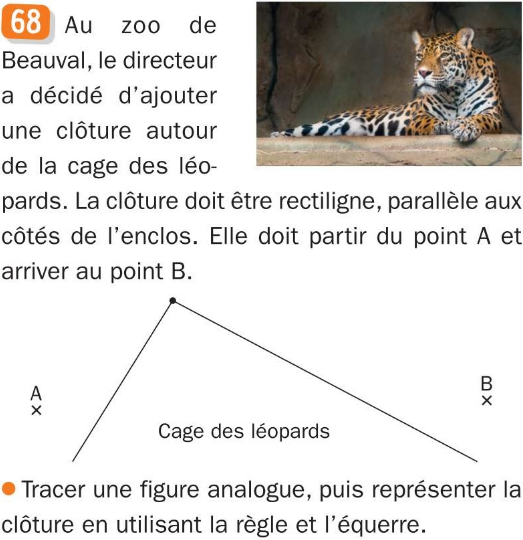 68 Au zoo de
Beauval, le directeur
a décidé d'ajouter
une clôture autour
de la cage des léo-
pards. La clôture doit être rectiligne, parallèle aux
côtés de l'enclos. Elle doit partir du point A et
arriver au point B.
A
B
Cage des léopards
● Tracer une figure analogue, puis représenter la
clôture en utilisant la règle et l'équerre.